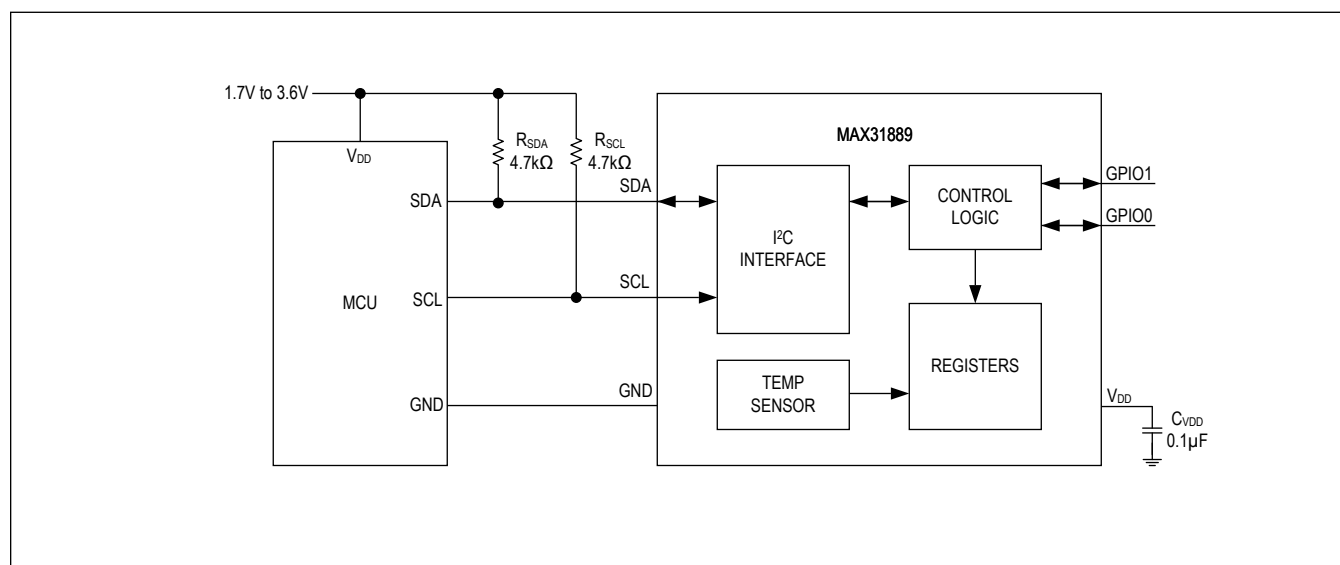 1.7V to 3.6V
VDD
MCU
SDA
SCL
GND
RSDA
4.7kΩ
RSCL
4.7kΩ
SDA
SCL
GND
MAX31889
I²C
INTERFACE
CONTROL
LOGIC
TEMP
SENSOR
REGISTERS
GPIO1
GPIO0
VDD
CVDD
0.1µF